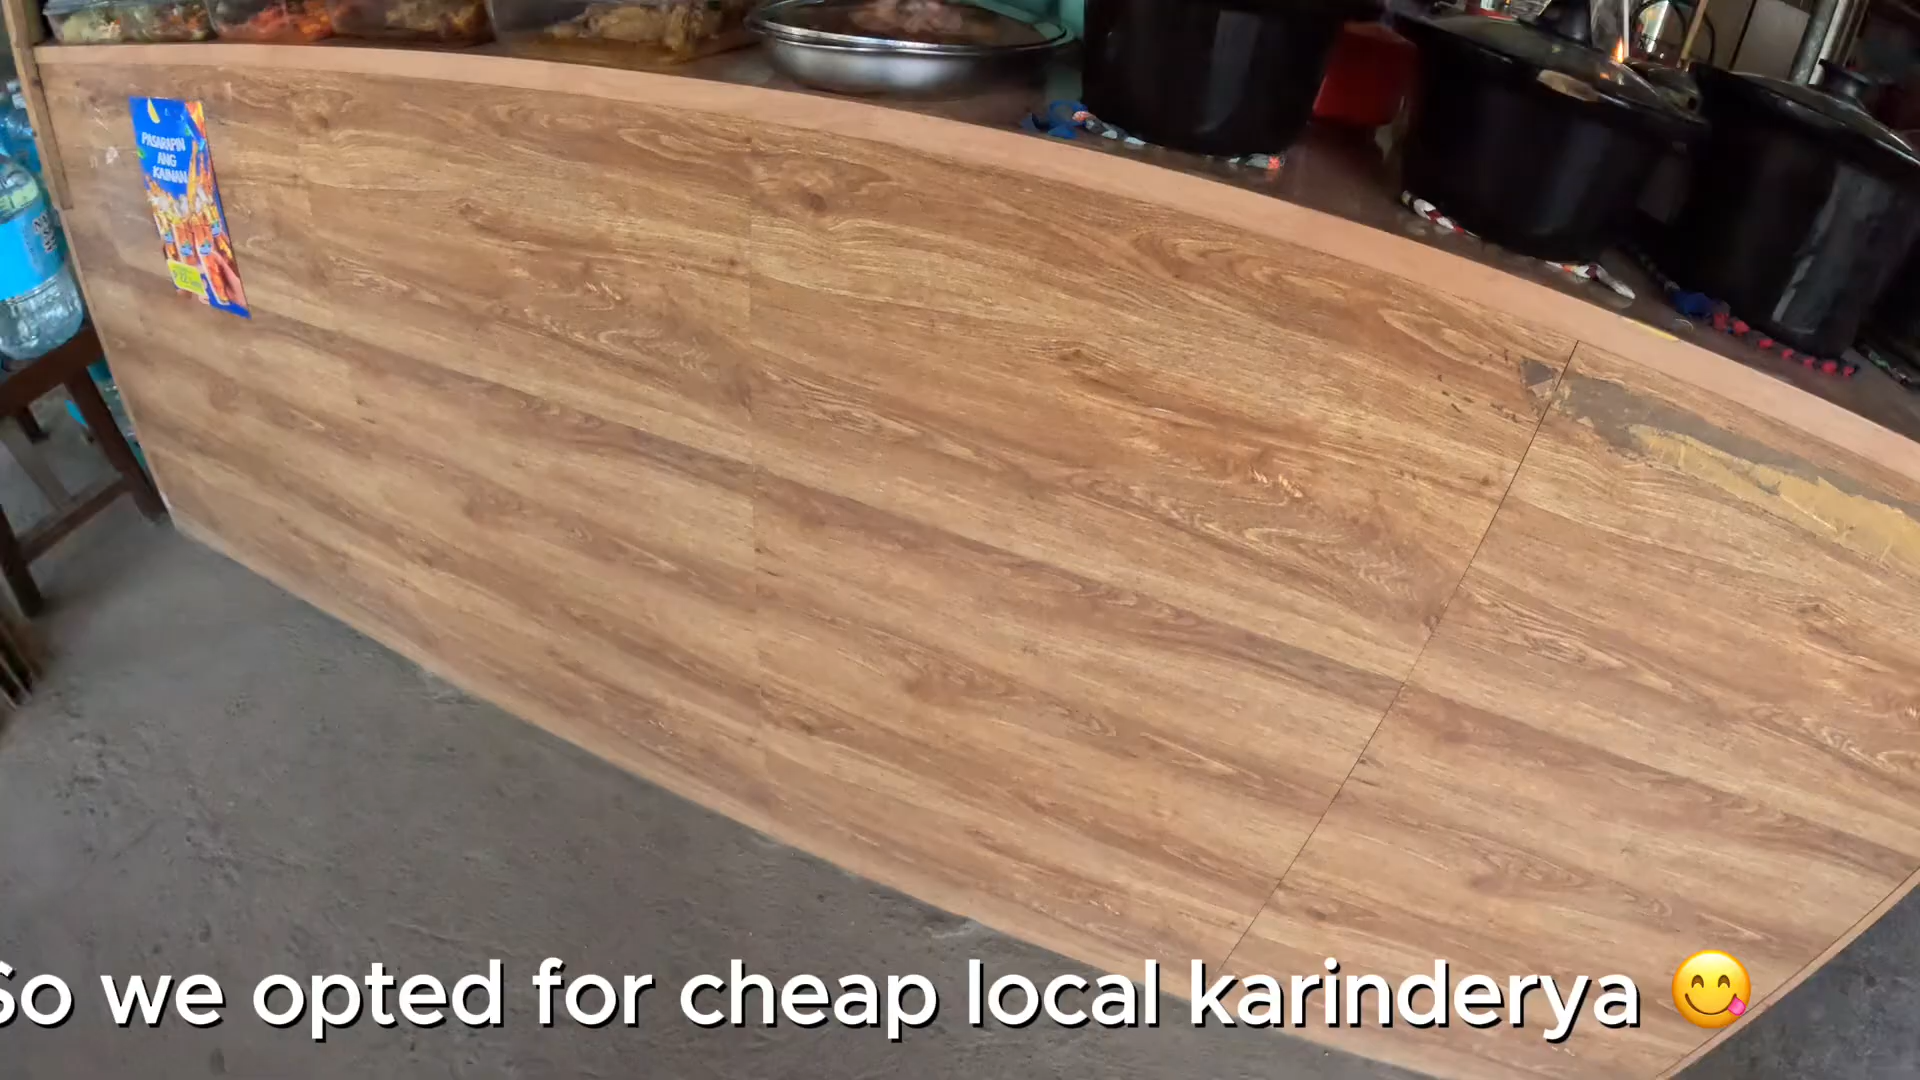 PASARAPIN
ANG
KAINAN
So we opted for cheap local karinderya 😋